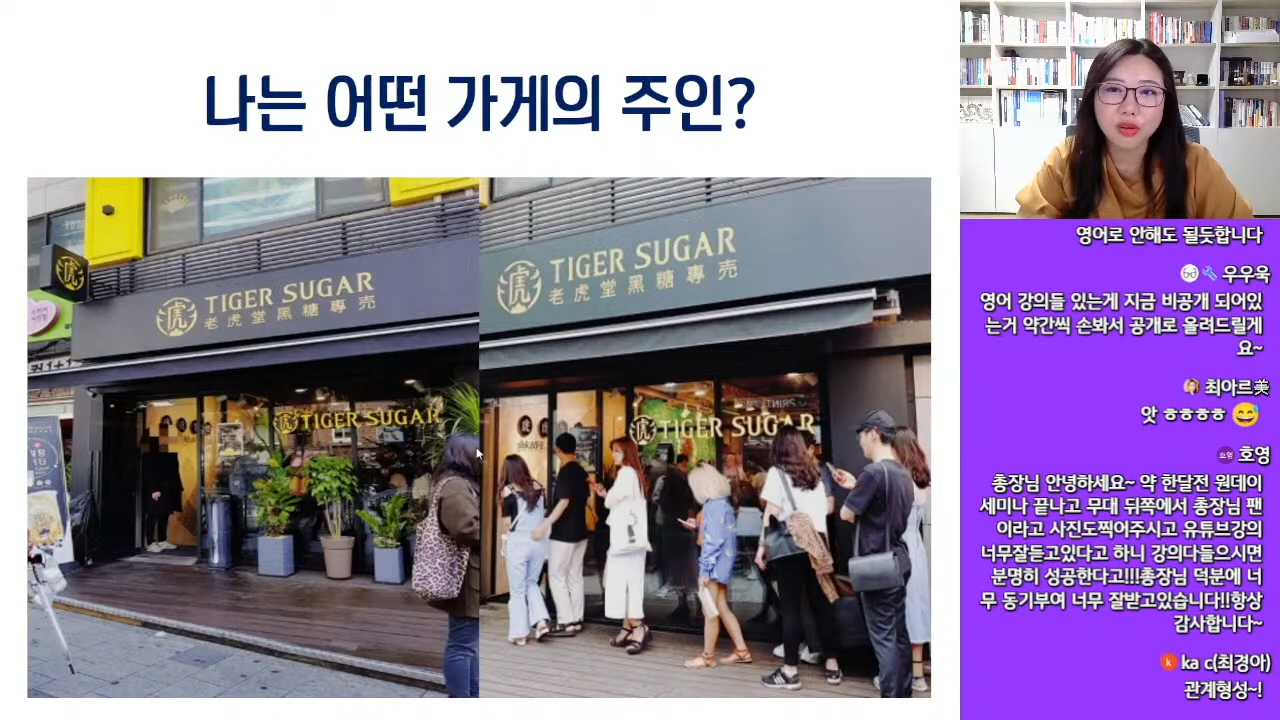 나는 어떤 가게의 주인?
TIGER SUGAR
老虎堂黑糖專売
虎
虎
TIGER SUGAR
TIGER SUGAR
老虎堂黑糖專売
虎
TIGER SUGAR
영어로 안해도 될듯합니다
우우욱
영어 강의들 있는게 지금 비공개 되어있
는거 약간씩 손봐서 공개로 올려드릴게
요~
최아르美
앗 ㅎㅎㅎㅎ
호영
총장님 안녕하세요~ 약 한달전 원데이
세미나 끝나고 무대 뒤쪽에서 총장님 팬
이라고 사진도찍어주시고 유튜브강의
너무잘듣고있다고 하니 강의다들으시면
분명히 성공한다고!!!총장님 덕분에 너
무 동기부여 너무 잘받고있습니다!!항상
감사합니다~
k
ka c(최경아)
관계형성~!